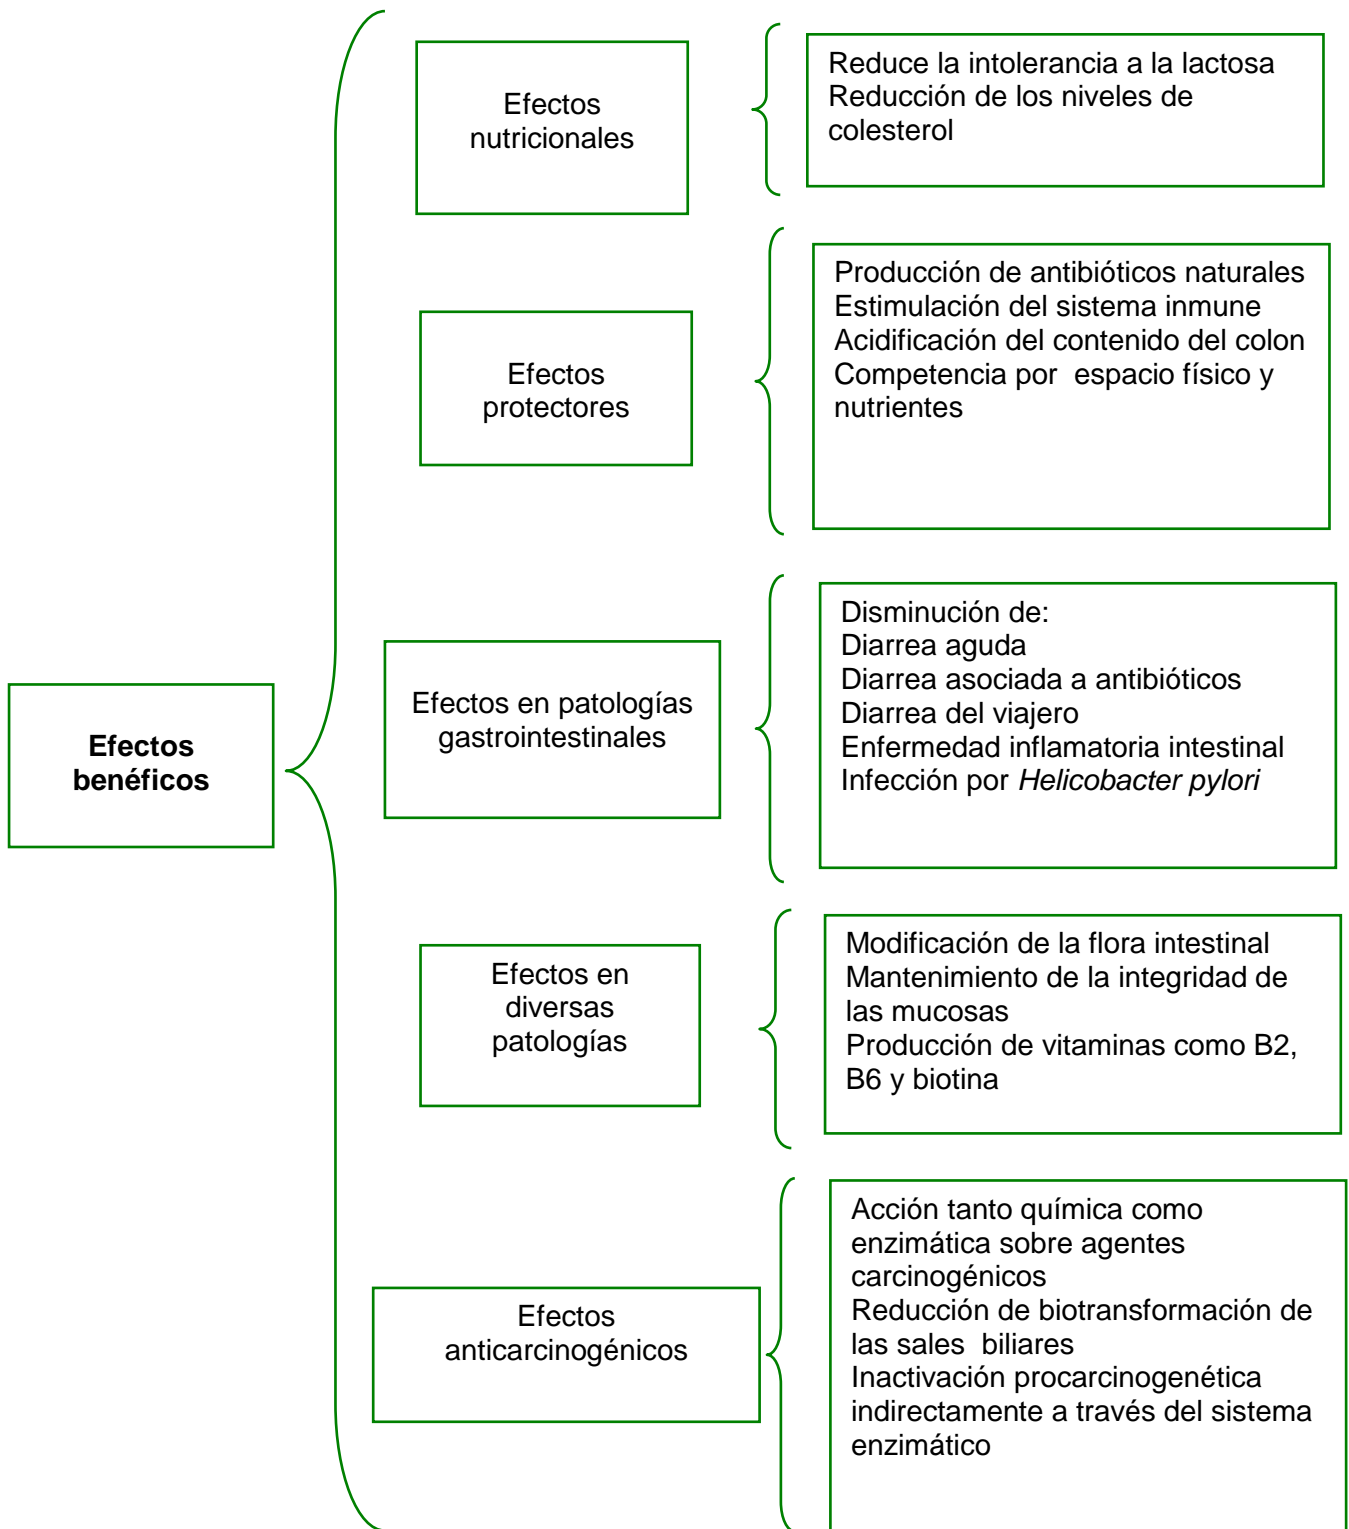 Efectos
benéficos
Efectos
nutricionales
Reduce la intolerancia a la lactosa
Reducción de los niveles de
colesterol
Efectos
protectores
Producción de antibióticos naturales
Estimulación del sistema inmune
Acidificación del contenido del colon
Competencia por  espacio físico y
nutrientes
Efectos en patologías
gastrointestinales
Disminución de:
Diarrea aguda
Diarrea asociada a antibióticos
Diarrea del viajero
Enfermedad inflamatoria intestinal
Infección por Helicobacter pylori
Efectos en
diversas
patologías
Modificación de la flora intestinal
Mantenimiento de la integridad de
las mucosas
Producción de vitaminas como B2,
B6 y biotina
Efectos
anticarcinogénicos
Acción tanto química como
enzimática sobre agentes
carcinogénicos
Reducción de biotransformación de
las sales  biliares
Inactivación procarcinogenética
indirectamente a través del sistema
enzimático